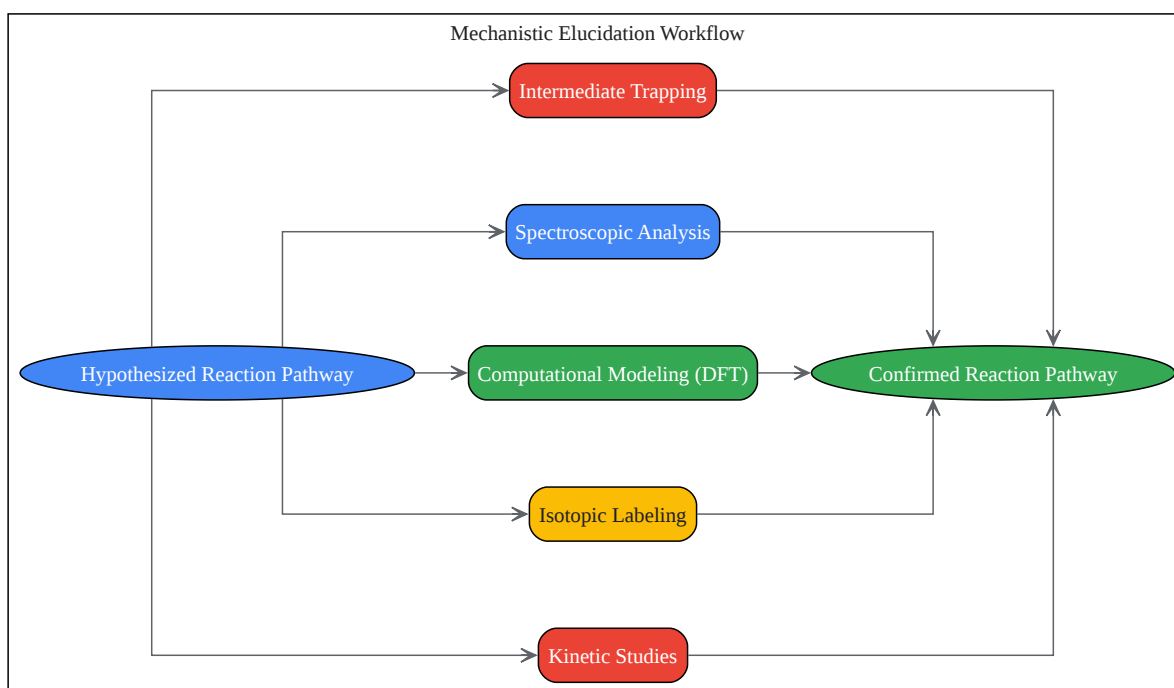 Mechanistic Elucidation Workflow
Intermediate Trapping
Spectroscopic Analysis
Hypothesized Reaction Pathway
Computational Modeling (DFT)
Confirmed Reaction Pathway
Isotopic Labeling
Kinetic Studies